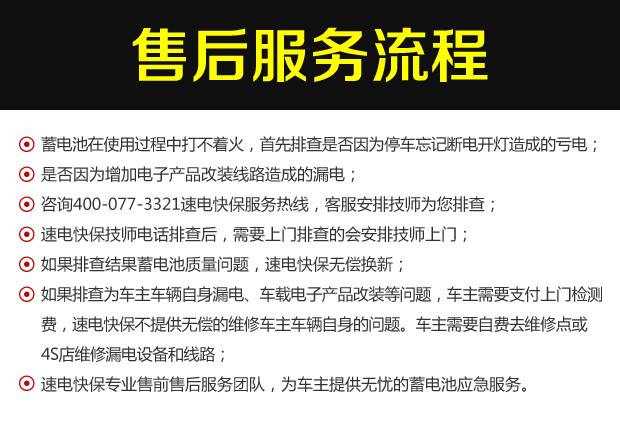 售后服务流程
蓄电池在使用过程中打不着火，首先排查是否因为停车忘记断电开灯造成的亏电；
是否因为增加电子产品改装线路造成的漏电；
咨询400-077-3321速电快保服务热线，客服安排技师为您排查；
速电快保技师电话排查后，需要上门排查的会安排技师上门；
如果排查结果蓄电池质量问题，速电快保无偿换新；
如果排查为车主车辆自身漏电、车载电子产品改装等问题，车主需要支付上门检测
费，速电快保不提供无偿的维修车主车辆自身的问题。车主需要自费去维修点或
4S店维修漏电设备和线路；
速电快保专业售前售后服务团队，为车主提供无忧的蓄电池应急服务。